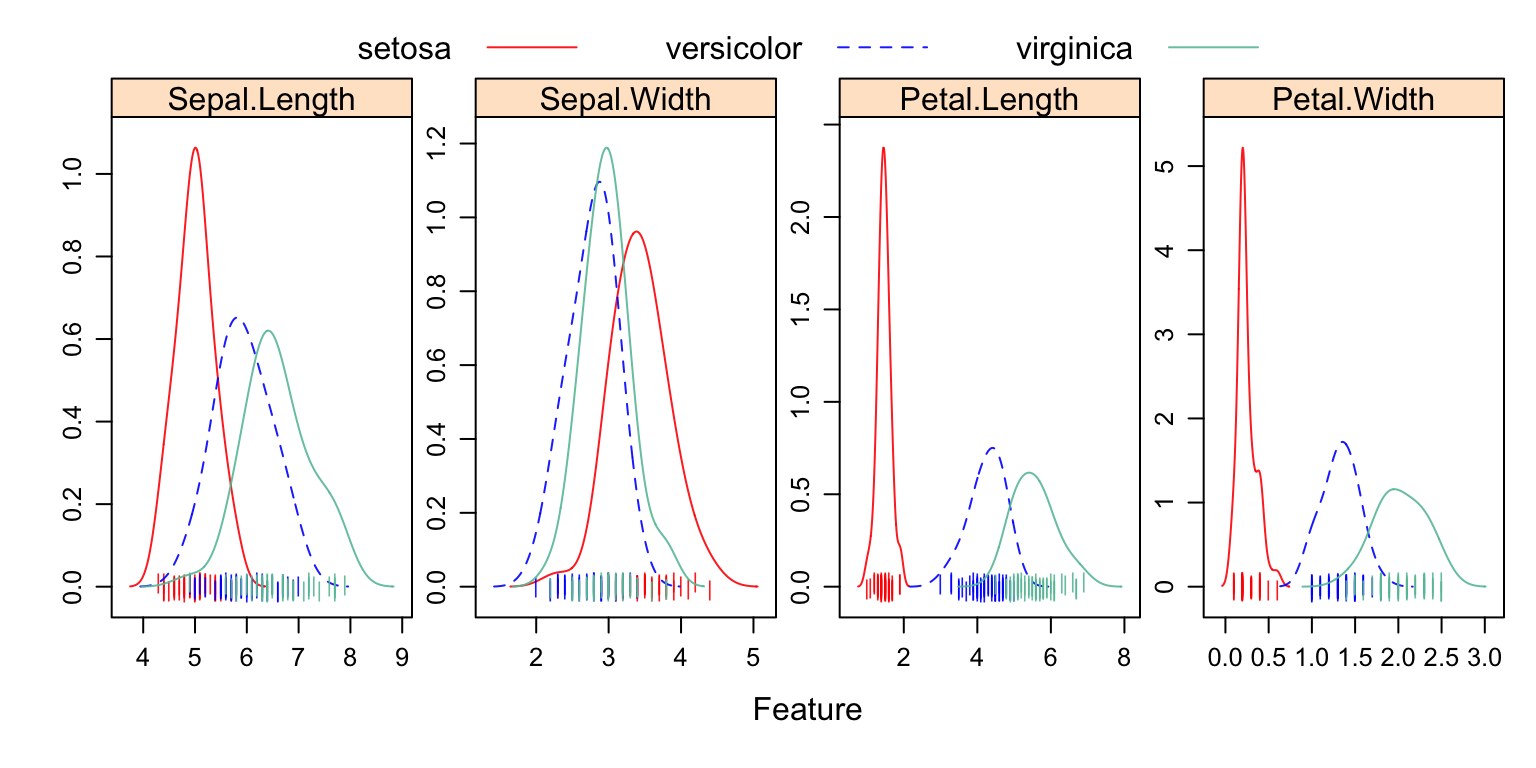 setosa versicolor virginica
Sepal.Length Sepal.Width Petal.Length Petal.Width
0.0 0.2 0.4 0.6 0.8 1.0
4 5 6 7 8 9
0.0 0.2 0.4 0.6 0.8 1.0 1.2
2 3 4 5
0.0 0.5 1.0 1.5 2.0
2 4 6 8
0 1 2 3 4 5
0.0 0.5 1.0 1.5 2.0 2.5 3.0
Feature